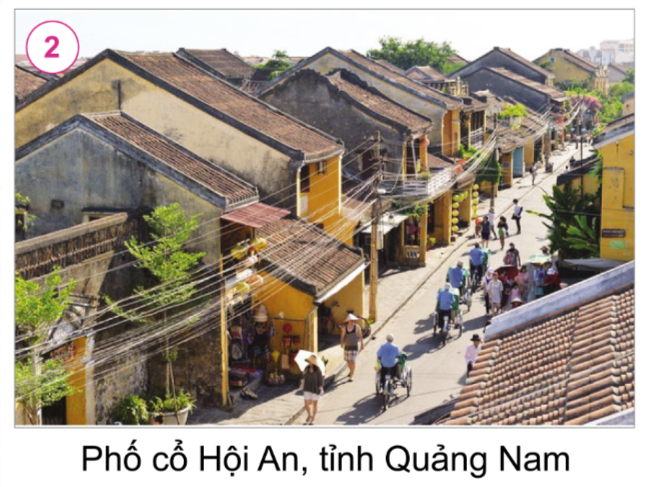 2
Phố cổ Hội An, tỉnh Quảng Nam